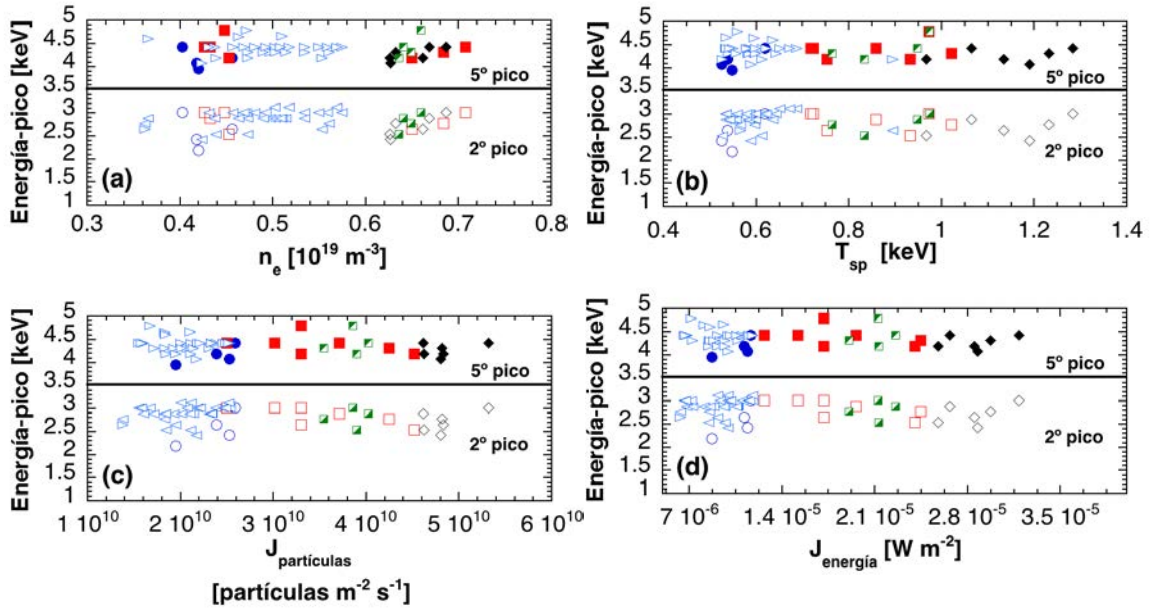 Energía-pico [keV]
5
4.5
4
3.5
3
2.5
2
1.5
1
5º pico
2º pico
(a)
0.3 0.4 0.5 0.6 0.7 0.8
n_e [10^19 m^-3]
Energía-pico [keV]
5
4.5
4
3.5
3
2.5
2
1.5
1
5º pico
2º pico
(b)
0.4 0.6 0.8 1 1.2 1.4
T_sp [keV]
Energía-pico [keV]
5
4.5
4
3.5
3
2.5
2
1.5
1
5º pico
2º pico
(c)
1 10^10 2 10^10 3 10^10 4 10^10 5 10^10 6 10^10
J_partículas
[partículas m^-2 s^-1]
Energía-pico [keV]
5
4.5
4
3.5
3
2.5
2
1.5
1
5º pico
2º pico
(d)
7 10^-6 1.4 10^-5 2.1 10^-5 2.8 10^-5 3.5 10^-5
J_energía [W m^-2]